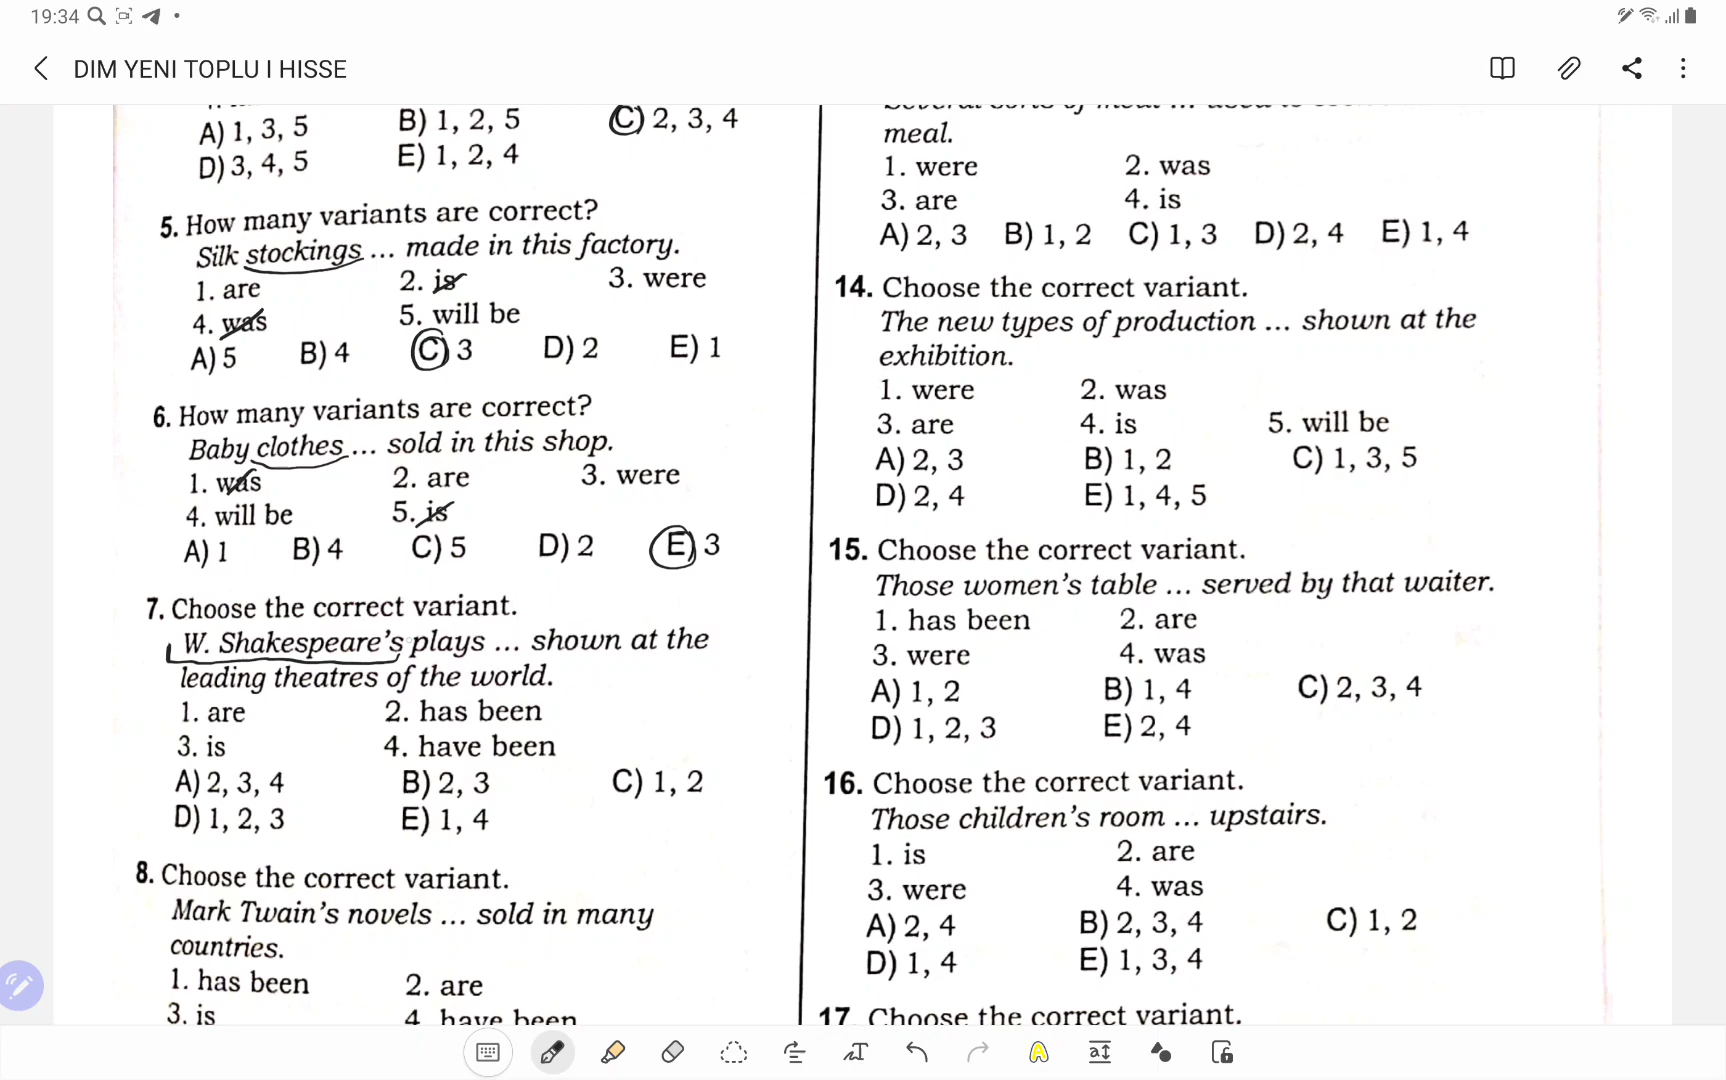 19:34
DIM YENI TOPLU I HISSE
A) 1, 3, 5 B) 1, 2, 5 C) 2, 3, 4
D) 3, 4, 5 E) 1, 2, 4
5. How many variants are correct?
Silk stockings ... made in this factory.
1. are 2. is 3. were
4. was 5. will be
A) 5 B) 4 C) 3 D) 2 E) 1
6. How many variants are correct?
Baby clothes ... sold in this shop.
1. was 2. are 3. were
4. will be 5. is
A) 1 B) 4 C) 5 D) 2 E) 3
7. Choose the correct variant.
W. Shakespeare's plays ... shown at the
leading theatres of the world.
1. are 2. has been
3. is 4. have been
A) 2, 3, 4 B) 2, 3 C) 1, 2
D) 1, 2, 3 E) 1, 4
8. Choose the correct variant.
Mark Twain's novels ... sold in many
countries.
1. has been 2. are
3. is 4 have been
meal.
1. were 2. was
3. are 4. is
A) 2, 3 B) 1, 2 C) 1, 3 D) 2, 4 E) 1, 4
14. Choose the correct variant.
The new types of production ... shown at the
exhibition.
1. were 2. was
3. are 4. is 5. will be
A) 2, 3 B) 1, 2 C) 1, 3, 5
D) 2, 4 E) 1, 4, 5
15. Choose the correct variant.
Those women's table ... served by that waiter.
1. has been 2. are
3. were 4. was
A) 1, 2 B) 1, 4 C) 2, 3, 4
D) 1, 2, 3 E) 2, 4
16. Choose the correct variant.
Those children's room ... upstairs.
1. is 2. are
3. were 4. was
A) 2, 4 B) 2, 3, 4 C) 1, 2
D) 1, 4 E) 1, 3, 4
17. Choose the correct variant.